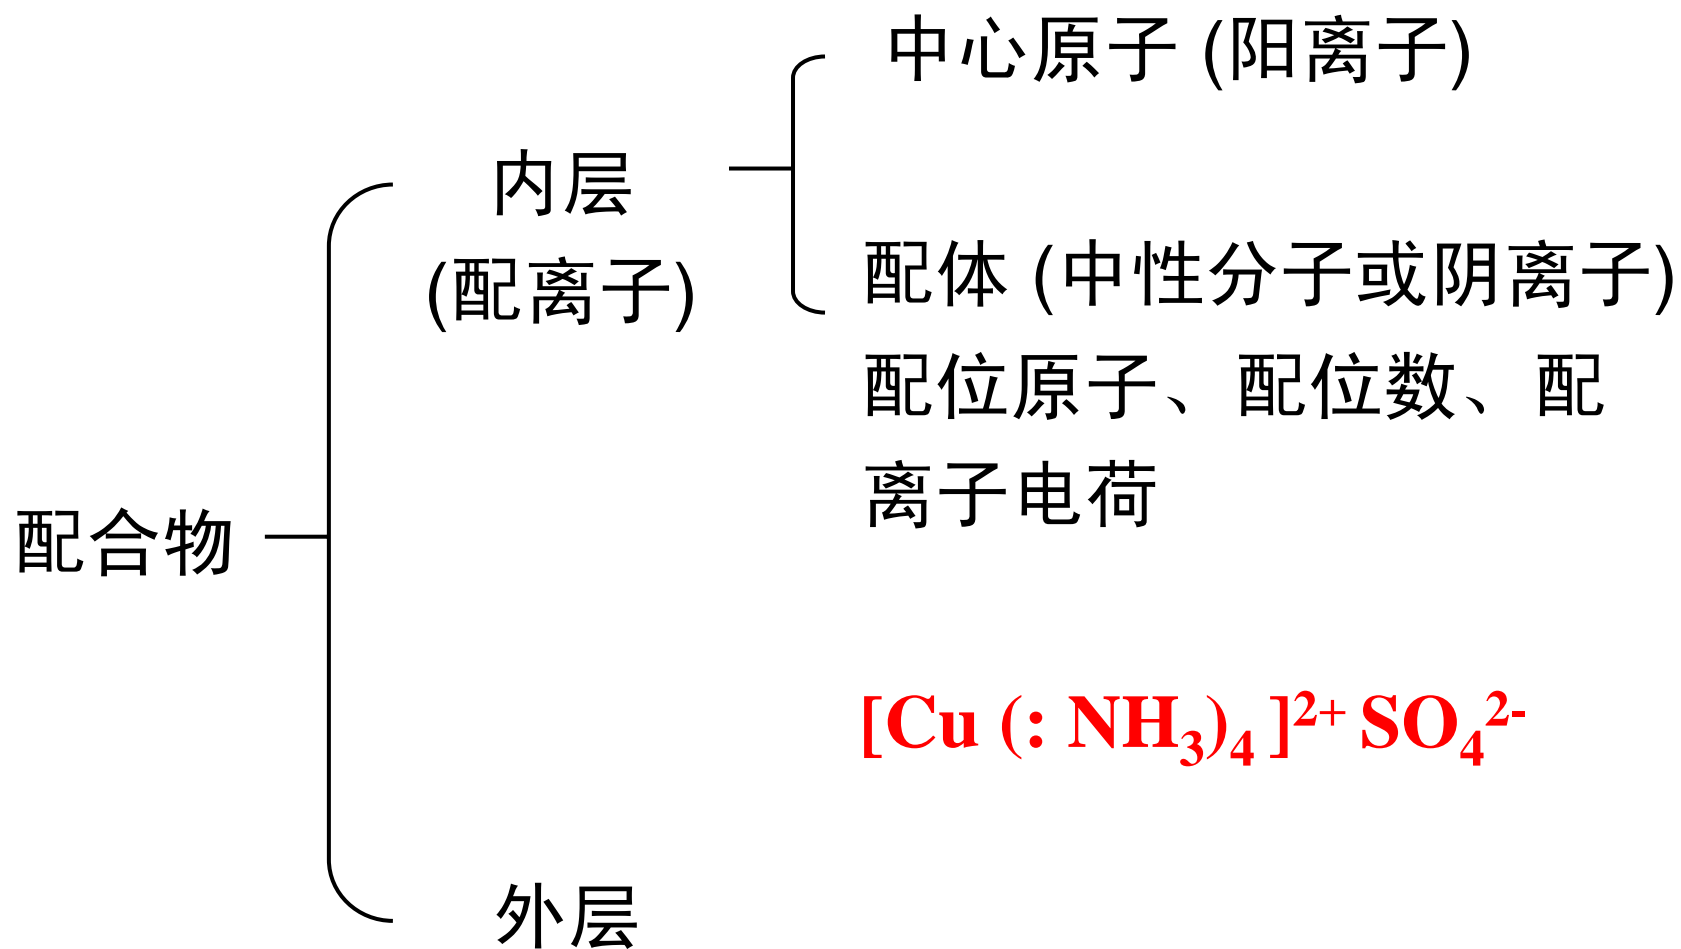 中心原子 (阳离子)
内层
(配离子)
配体 (中性分子或阴离子)
配位原子、配位数、配
离子电荷
配合物
[Cu (: NH₃)₄ ]²⁺ SO₄²⁻
外层